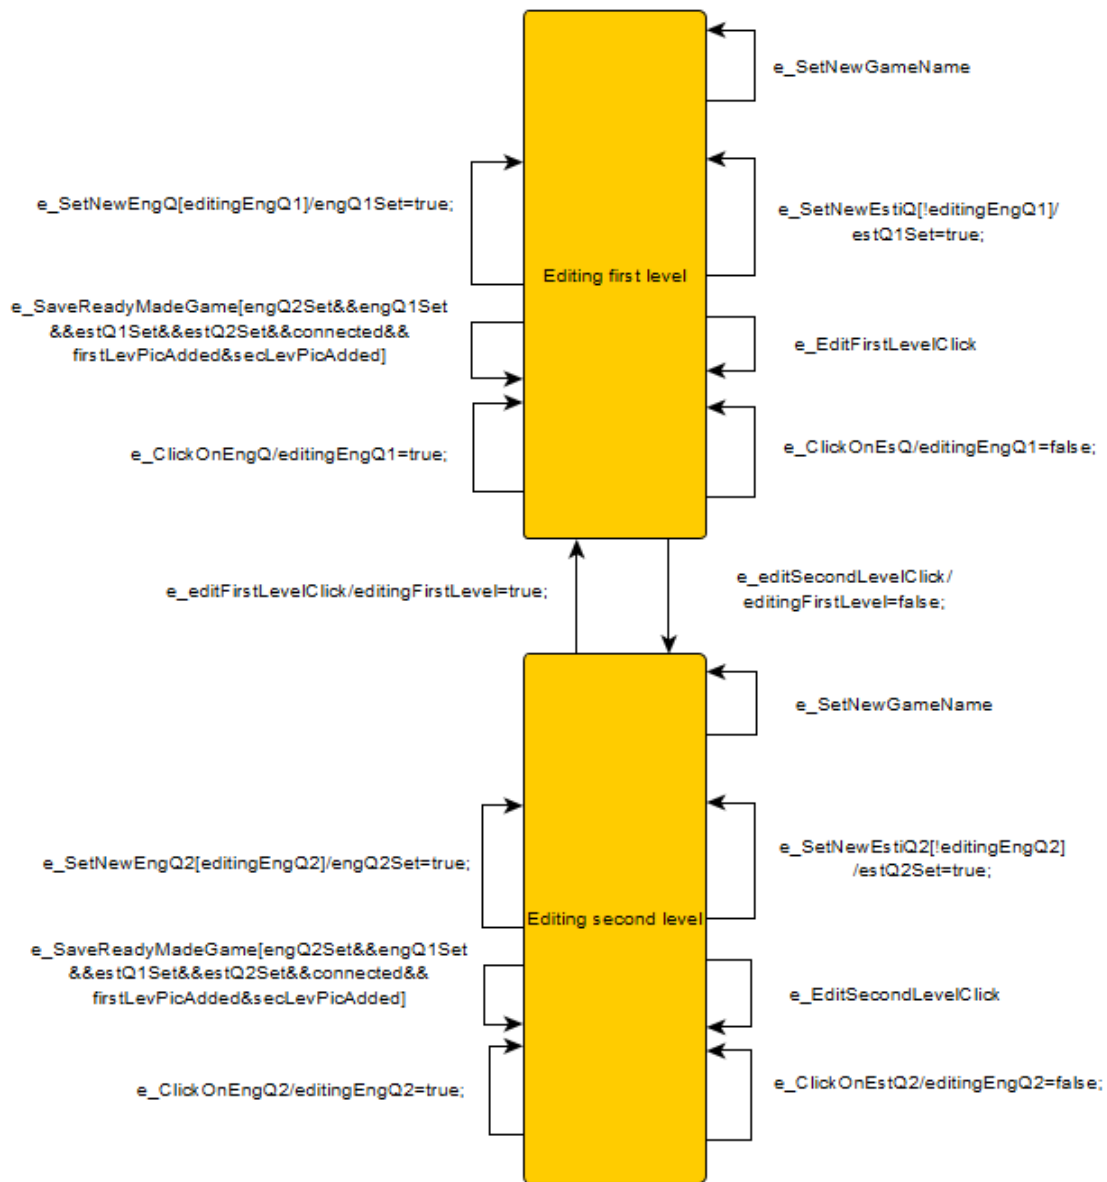 e_SetNewGameName
e_SetNewEngQ[editingEngQ1]/engQ1Set=true;
e_SetNewEstiQ[!editingEngQ1]/
estQ1Set=true;
Editing first level
e_SaveReadyMadeGame[engQ2Set&&engQ1Set
&&estQ1Set&&estQ2Set&&connected&&
firstLevPicAdded&secLevPicAdded]
e_EditFirstLevelClick
e_ClickOnEngQ/editingEngQ1=true;
e_ClickOnEsQ/editingEngQ1=false;
e_editFirstLevelClick/editingFirstLevel=true;
e_editSecondLevelClick/
editingFirstLevel=false;
e_SetNewGameName
e_SetNewEngQ2[editingEngQ2]/engQ2Set=true;
e_SetNewEstiQ2[!editingEngQ2]
/estQ2Set=true;
Editing second level
e_SaveReadyMadeGame[engQ2Set&&engQ1Set
&&estQ1Set&&estQ2Set&&connected&&
firstLevPicAdded&secLevPicAdded]
e_EditSecondLevelClick
e_ClickOnEngQ2/editingEngQ2=true;
e_ClickOnEstQ2/editingEngQ2=false;